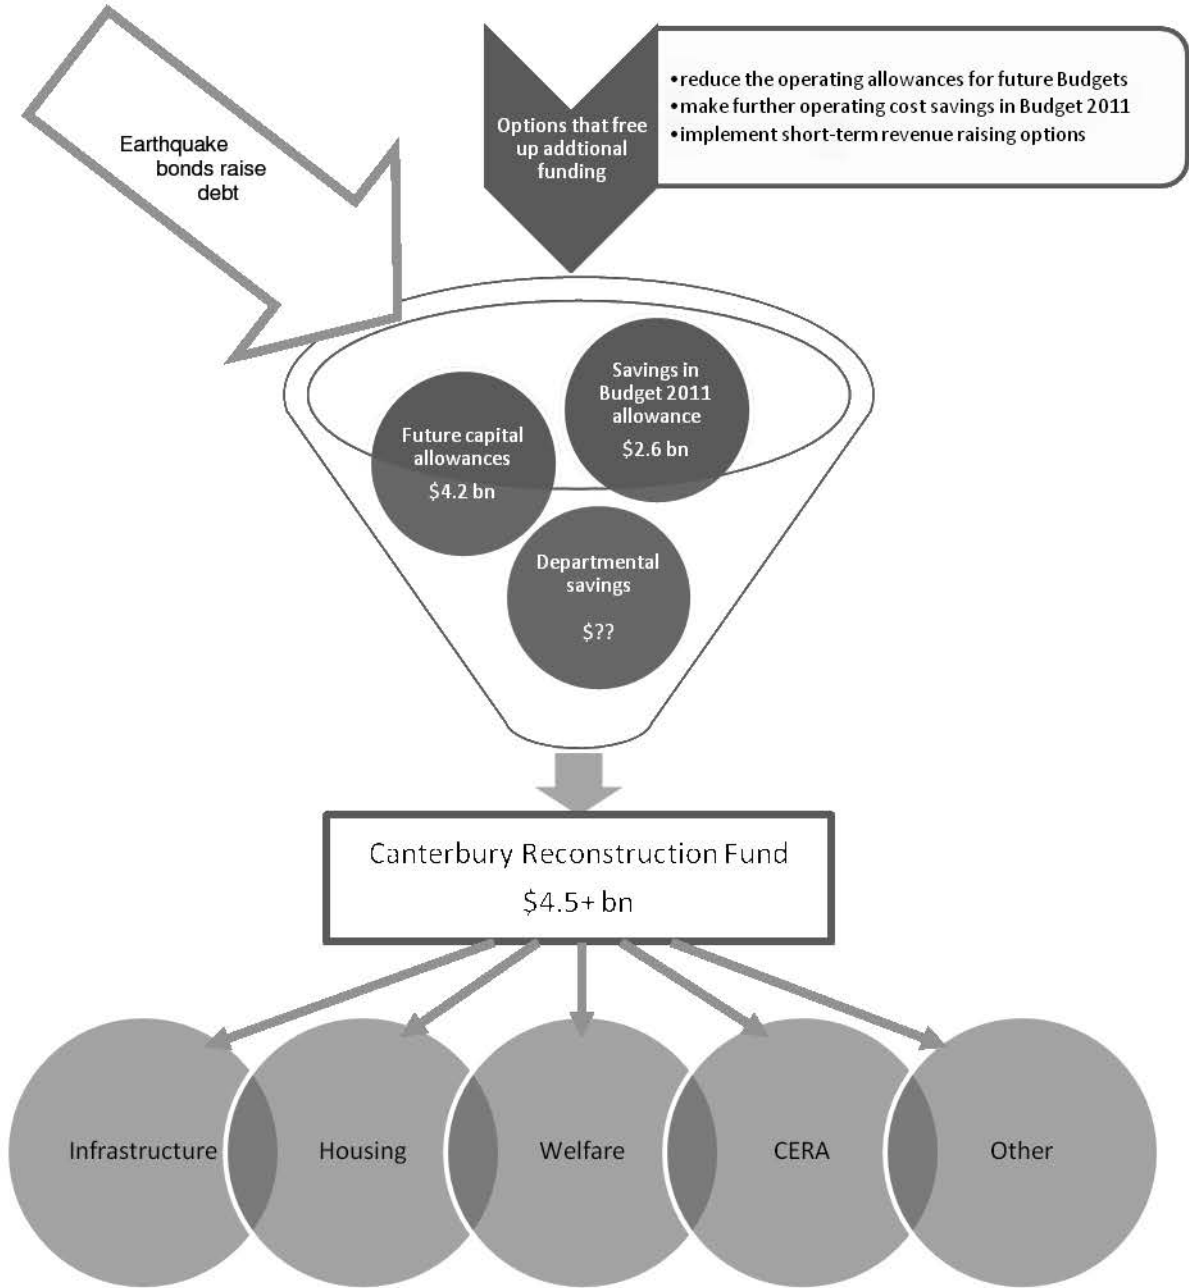 •reduce the operating allowances for future Budgets
•make further operating cost savings in Budget 2011
•implement short-term revenue raising options
Options that free
up addtional
funding
Earthquake
bonds raise
debt
Savings in
Budget 2011
allowance
$2.6 bn
Future capital
allowances
$4.2 bn
Departmental
savings
$??
Canterbury Reconstruction Fund
$4.5+ bn
Infrastructure
Housing
Welfare
CERA
Other